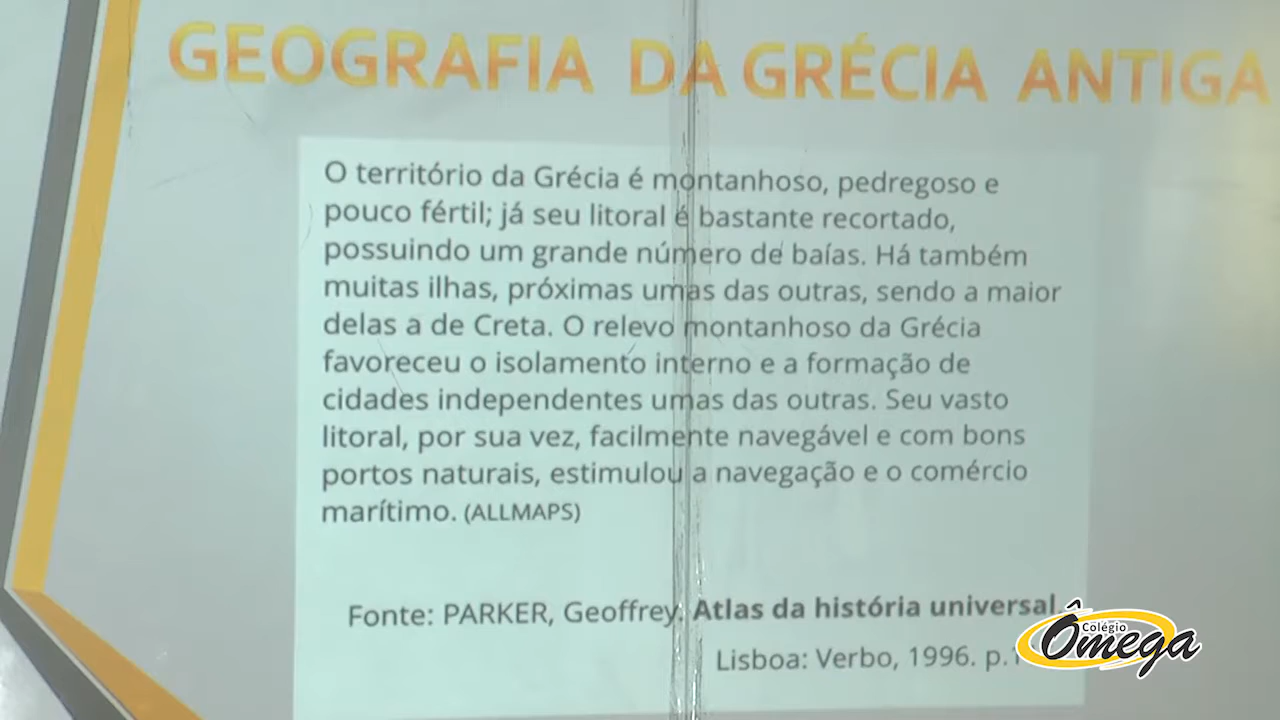 GEOGRAFIA DA GRÉCIA ANTIGA
O território da Grécia é montanhoso, pedregoso e
pouco fértil; já seu litoral é bastante recortado,
possuindo um grande número de baías. Há também
muitas ilhas, próximas umas das outras, sendo a maior
delas a de Creta. O relevo montanhoso da Grécia
favoreceu o isolamento interno e a formação de
cidades independentes umas das outras. Seu vasto
litoral, por sua vez, facilmente navegável e com bons
portos naturais, estimulou a navegação e o comércio
marítimo. (ALLMAPS)
Fonte: PARKER, Geoffrey. Atlas da história universal.
Lisboa: Verbo, 1996. p.
Colégio
Ômega